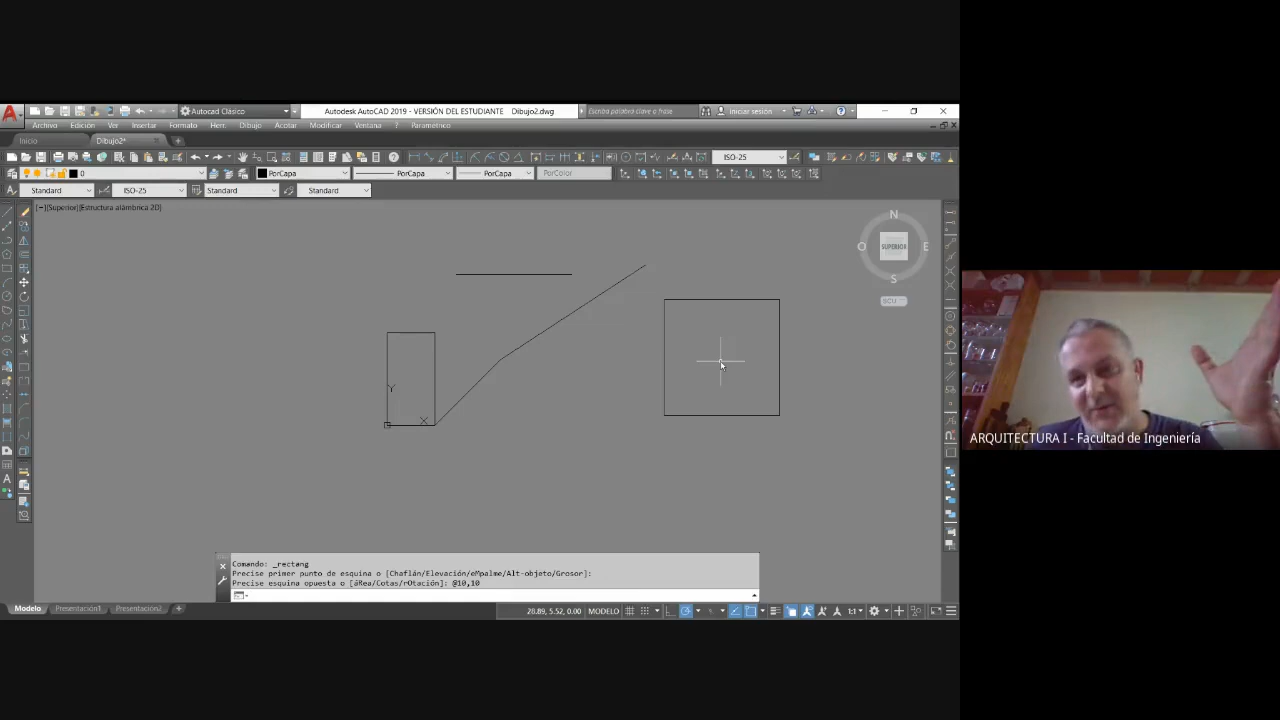 Autocad Clásico
Autodesk AutoCAD 2019 - VERSIÓN DEL ESTUDIANTE Dibujo2.dwg
Escriba palabra clave o frase
Iniciar sesión
Archivo Edición Ver Insertar Formato Herr. Dibujo Acotar Modificar Ventana ? Parametric
Inicio
Dibujo2*
ISO-25
0
PorCapa
PorCapa
PorCapa
PorColor
Standard
ISO-25
Standard
Standard
[−][Superior][Estructura alámbrica 2D]
N
O
SUPERIOR
E
S
SCU
Y
X
Comando: _rectang
Precise primer punto de esquina o [Chaflán/Elevación/eMpalme/Alt-objeto/Grosor]:
Precise esquina opuesta o [áRea/Cotas/rOtación]: @10,10
Modelo Presentación1 Presentación2 +
28.89, 5.52, 0.00 MODELO
1:1
ARQUITECTURA I - Facultad de Ingeniería